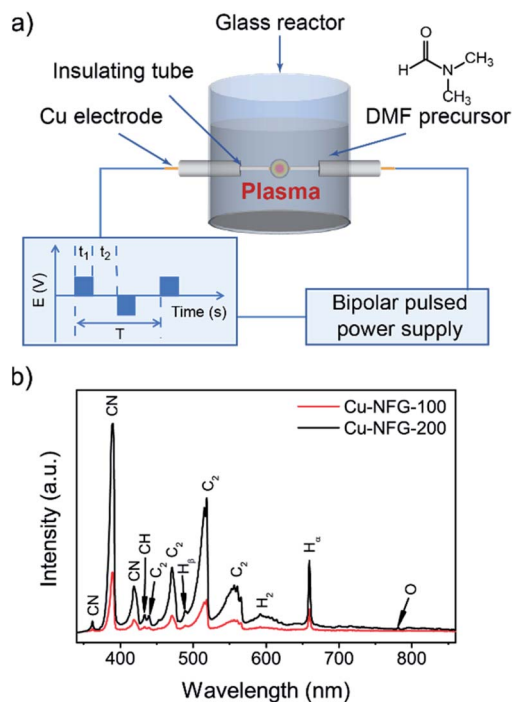 a)
Glass reactor
Insulating tube
Cu electrode
O
H
N
CH₃
CH₃
DMF precursor
Plasma
E (V)
t₁
t₂
Time (s)
T
Bipolar pulsed
power supply
b)
Intensity (a.u.)
CN
CN
CN
CH
C₂
C₂
Hᵦ
C₂
C₂
H₂
Hα
O
Cu-NFG-100
Cu-NFG-200
400
500
600
700
800
Wavelength (nm)